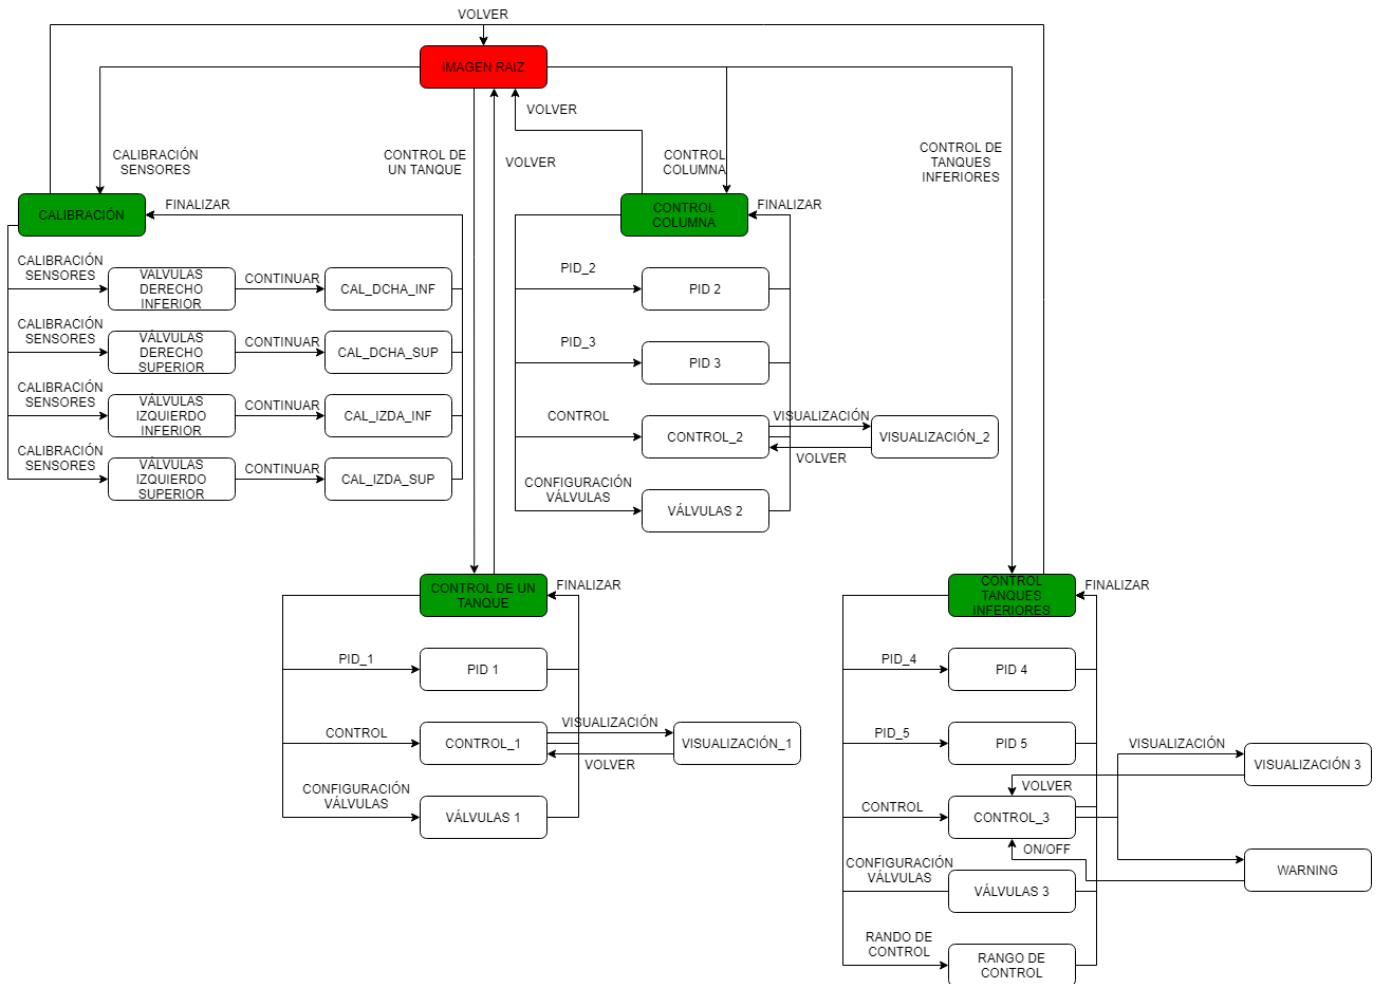 VOLVER
IMAGEN RAIZ
VOLVER
CALIBRACIÓN
SENSORES
CONTROL DE
UN TANQUE
VOLVER
CONTROL
COLUMNA
CONTROL DE
TANQUES
INFERIORES
CALIBRACIÓN
FINALIZAR
CONTROL
COLUMNA
FINALIZAR
CALIBRACIÓN
SENSORES
VALVULAS
DERECHO
INFERIOR
CONTINUAR
CAL_DCHA_INF
CALIBRACIÓN
SENSORES
VÁLVULAS
DERECHO
SUPERIOR
CONTINUAR
CAL_DCHA_SUP
CALIBRACIÓN
SENSORES
VÁLVULAS
IZQUIERDO
INFERIOR
CONTINUAR
CAL_IZDA_INF
CALIBRACIÓN
SENSORES
VÁLVULAS
IZQUIERDO
SUPERIOR
CONTINUAR
CAL_IZDA_SUP
PID_2
PID 2
PID_3
PID 3
CONTROL
CONTROL_2
VISUALIZACIÓN
VOLVER
VISUALIZACIÓN_2
CONFIGURACIÓN
VÁLVULAS
VÁLVULAS 2
CONTROL DE UN
TANQUE
FINALIZAR
PID_1
PID 1
CONTROL
CONTROL_1
VISUALIZACIÓN
VOLVER
VISUALIZACIÓN_1
CONFIGURACIÓN
VÁLVULAS
VÁLVULAS 1
CONTROL
TANQUES
INFERIORES
FINALIZAR
PID_4
PID 4
PID_5
PID 5
VISUALIZACIÓN
VISUALIZACIÓN 3
VOLVER
CONTROL
CONTROL_3
ON/OFF
WARNING
CONFIGURACIÓN
VÁLVULAS
VÁLVULAS 3
RANDO DE
CONTROL
RANGO DE
CONTROL